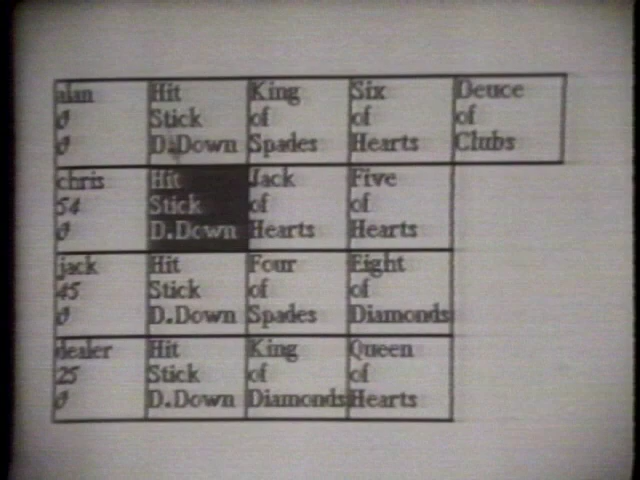 alan Hit King Six Deuce
0 Stick of of of
0 D.Down Spades Hearts Clubs
chris Hit Jack Five
54 Stick of of
0 D.Down Hearts Hearts
jack Hit Four Eight
45 Stick of of
0 D.Down Spades Diamonds
dealer Hit King Queen
25 Stick of of
0 D.Down Diamonds Hearts